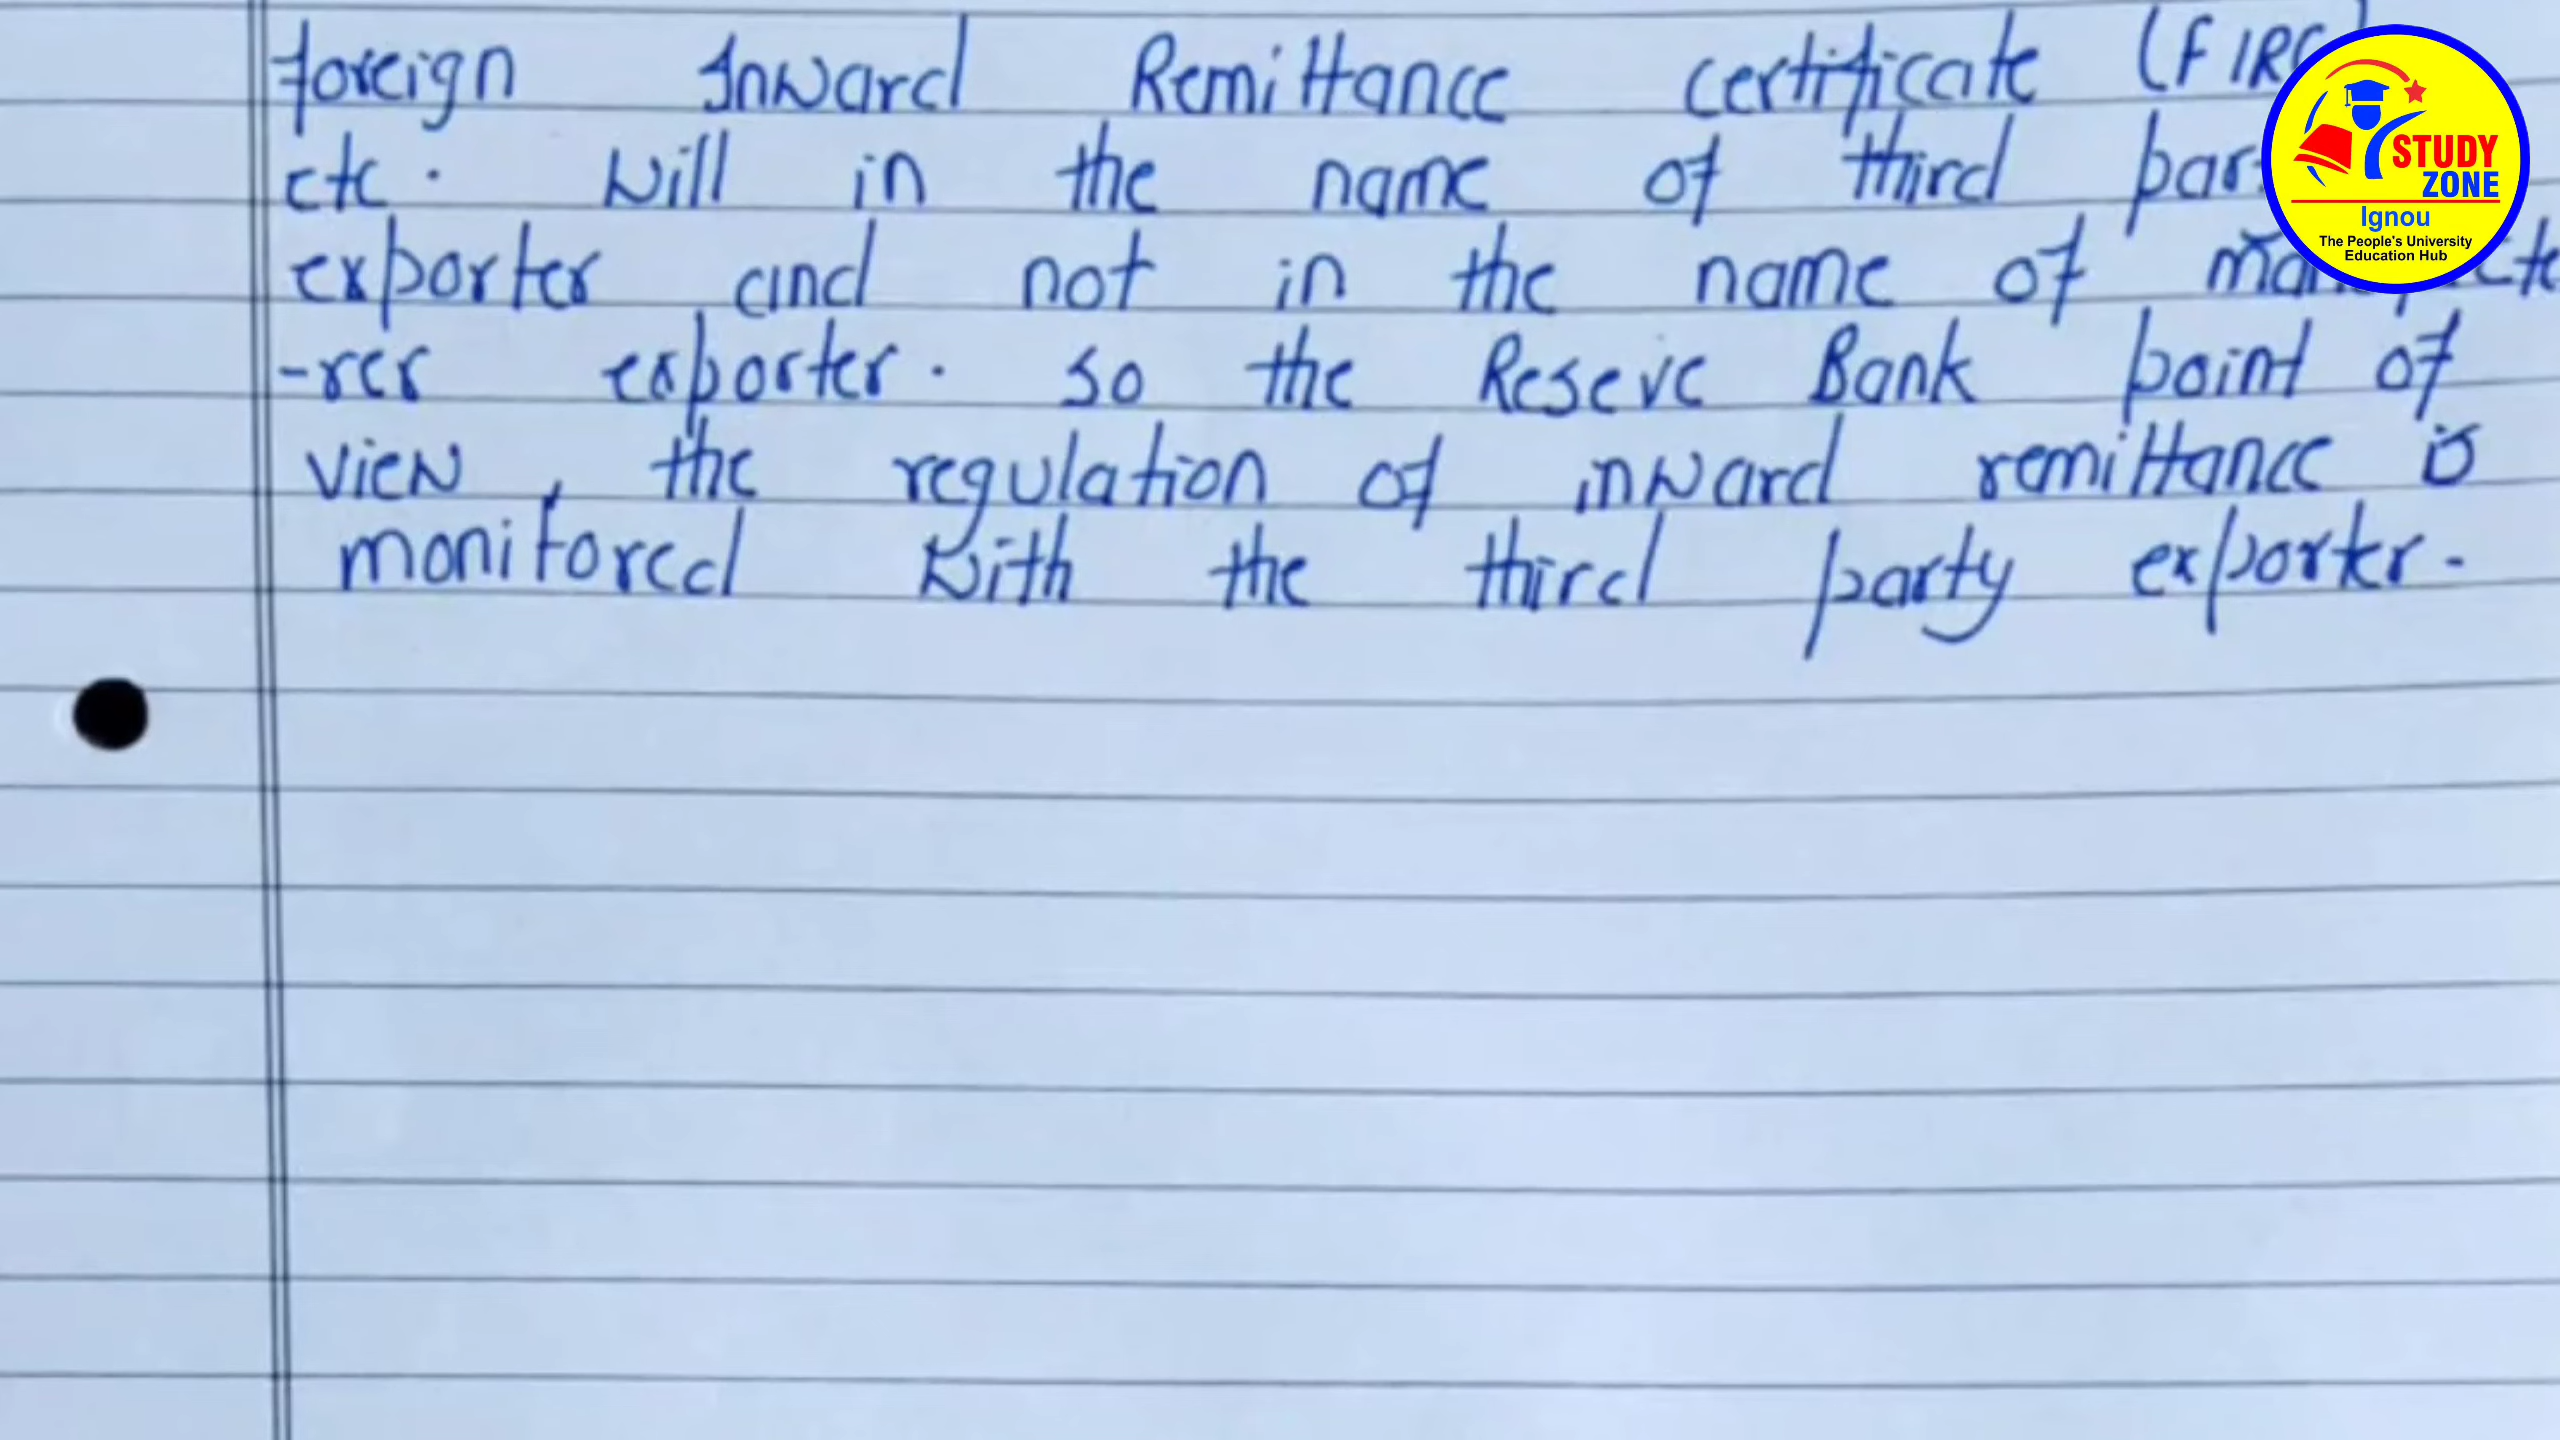 foreign Inward Remittance certificate (FIRC)
etc. will in the name of third
exporter and not in the name of
-rer exporter. so the Reseve Bank point of
view, the regulation of inward remittance is
monitored with the third party exporter.
STUDY
ZONE
Ignou
The People's University
Education Hub